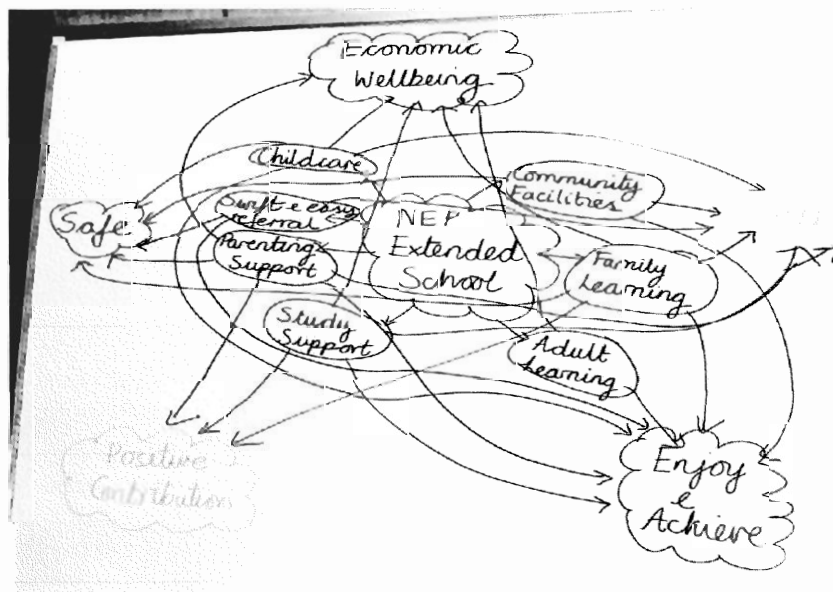 Economic
Wellbeing
Childcare
Community
Facilities
Safe
Swift & easy
referral
NEP
Extended
School
Parenting
Support
Family
Learning
Study
Support
Adult
Learning
Positive
Contribution
Enjoy
&
Achieve